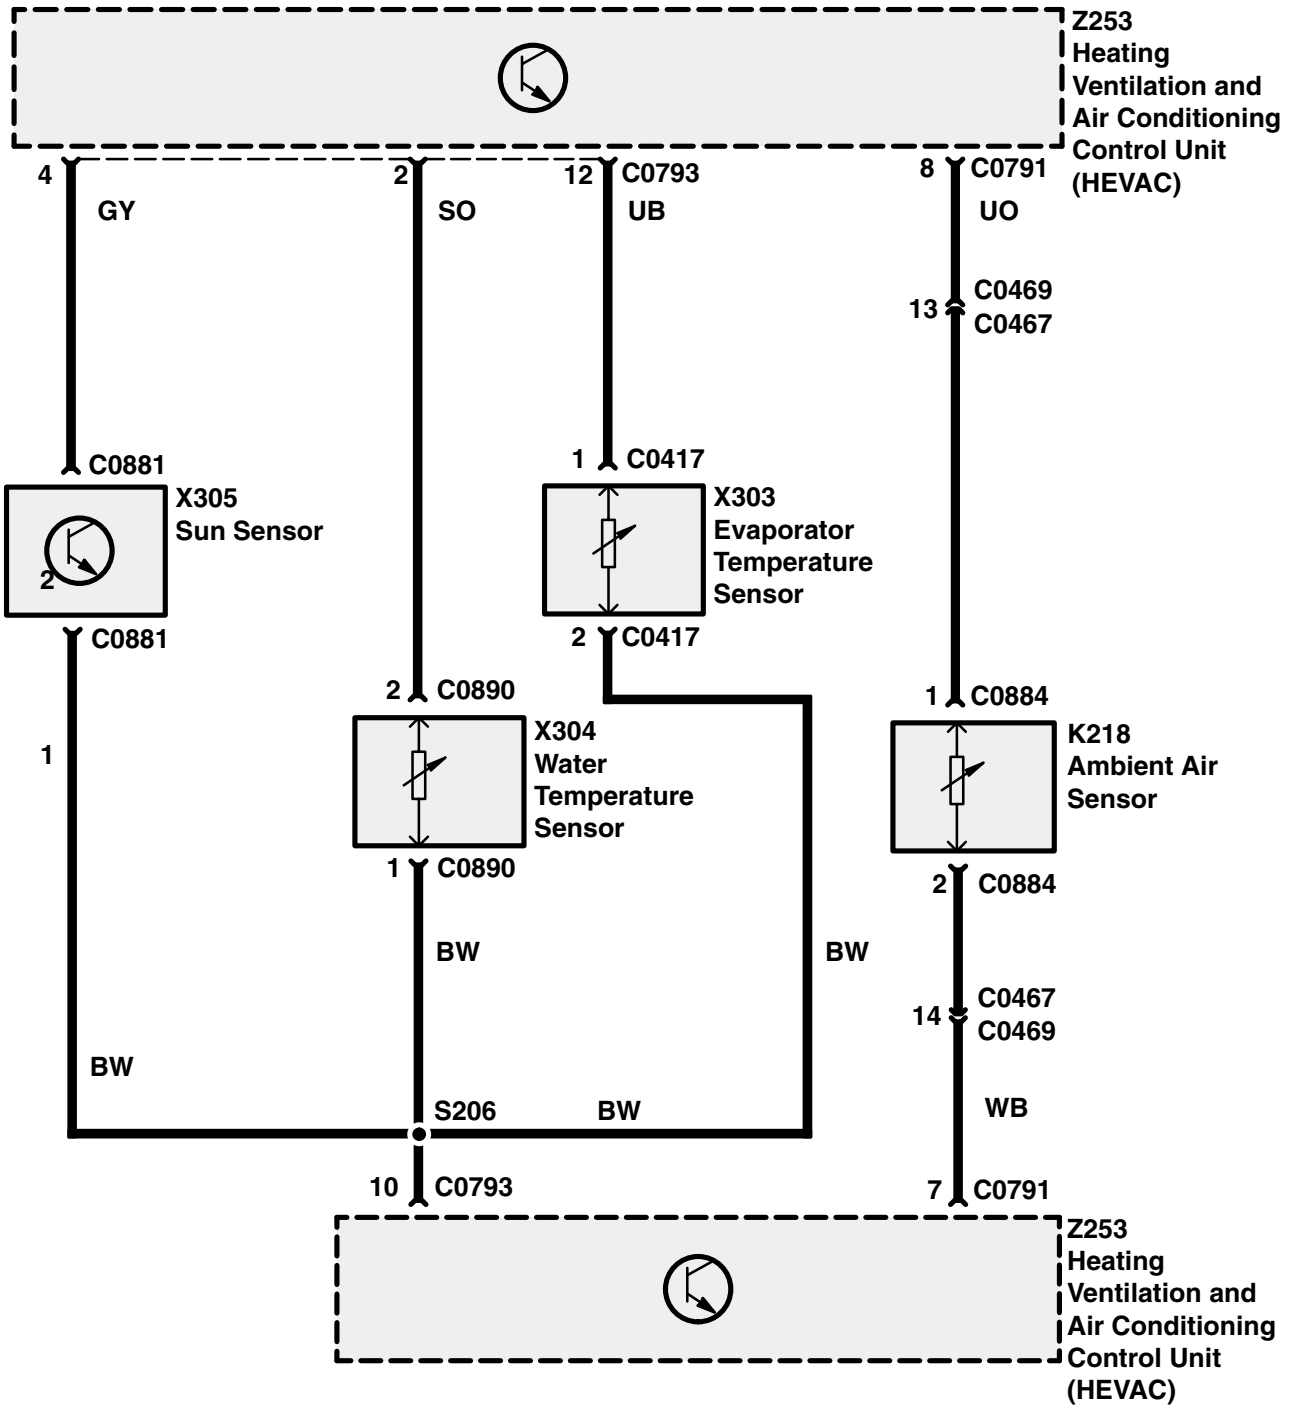 Z253
Heating
Ventilation and
Air Conditioning
Control Unit
(HEVAC)
4
2
12
C0793
8
C0791
GY
SO
UB
UO
13
C0469
C0467
C0881
1
C0417
X305
Sun Sensor
2
X303
Evaporator
Temperature
Sensor
C0881
2
C0417
2
C0890
1
C0884
1
X304
Water
Temperature
Sensor
K218
Ambient Air
Sensor
1
C0890
2
C0884
BW
BW
14
C0467
C0469
BW
S206
BW
WB
10
C0793
7
C0791
Z253
Heating
Ventilation and
Air Conditioning
Control Unit
(HEVAC)